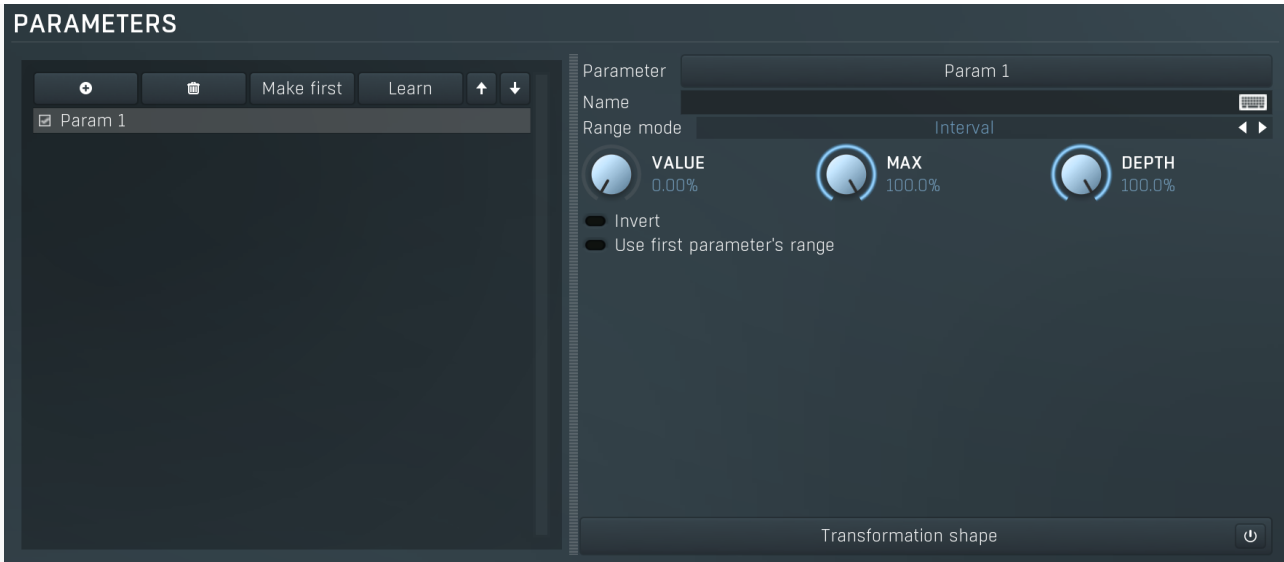 PARAMETERS
Make first
Learn
Param 1
Parameter
Param 1
Name
Range mode
Interval
VALUE
0.00%
MAX
100.0%
DEPTH
100.0%
Invert
Use first parameter's range
Transformation shape